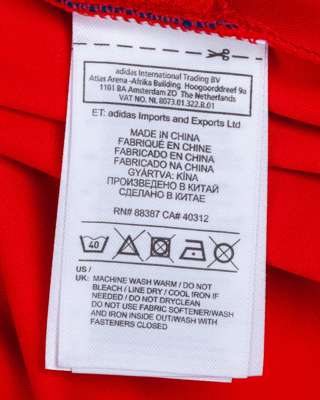 adidas International Trading BV
Atlas Arena -Afrika Building Hoogoorddreef 9a
1101 BA Amsterdam ZO The Netherlands
VAT NO. NL 8073.01.322.B.01
ET: adidas Imports and Exports Ltd
MADE IN CHINA
FABRIQUÉ EN CHINE
FABRICADO EN CHINA
FABRICADO NA CHINA
GYÁRTVA: KÍNA
ПРОИЗВЕДЕНО В КИТАЙ
СДЕЛАНО В КИТАЕ
RN# 88387 CA# 40312
40
US /
UK: MACHINE WASH WARM / DO NOT
BLEACH / LINE DRY / COOL IRON IF
NEEDED / DO NOT DRYCLEAN
DO NOT USE FABRIC SOFTENER/WASH
AND IRON INSIDE OUT/WASH WITH
FASTENERS CLOSED